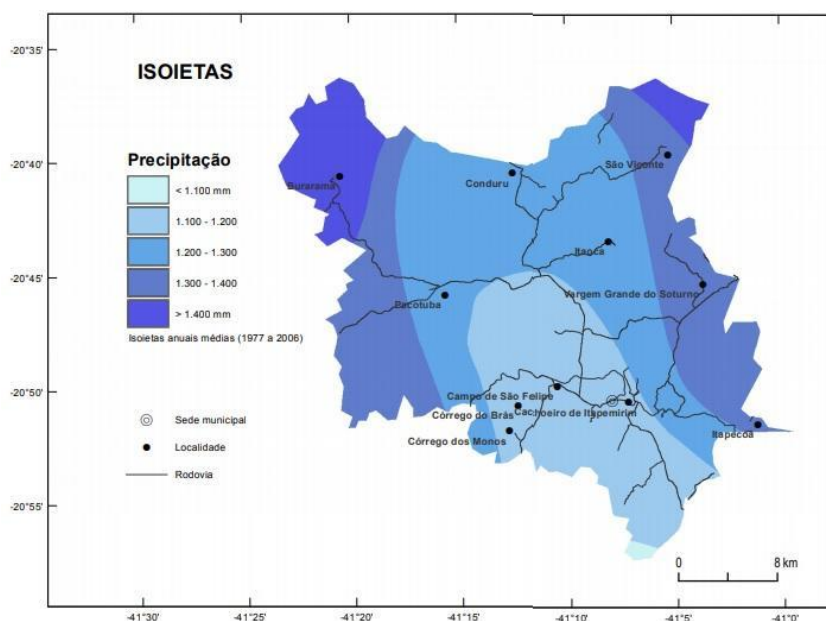 ISOIETAS
Precipitação
< 1.100 mm
1.100 - 1.200
1.200 - 1.300
1.300 - 1.400
> 1.400 mm
Isoietas anuais médias (1977 a 2006)
Sede municipal
Localidade
Rodovia
Burarama
Conduru
São Vicente
Itaoca
Pacotuba
Vargem Grande do Soturno
Campo de São Felipe
Córrego do Brás
Cachoeiro de Itapemirim
Córrego dos Monos
Itapecoá
0 8 km
-20°35'
-20°40'
-20°45'
-20°50'
-20°55'
-41°30'
-41°25'
-41°20'
-41°15'
-41°10'
-41°5'
-41°0'